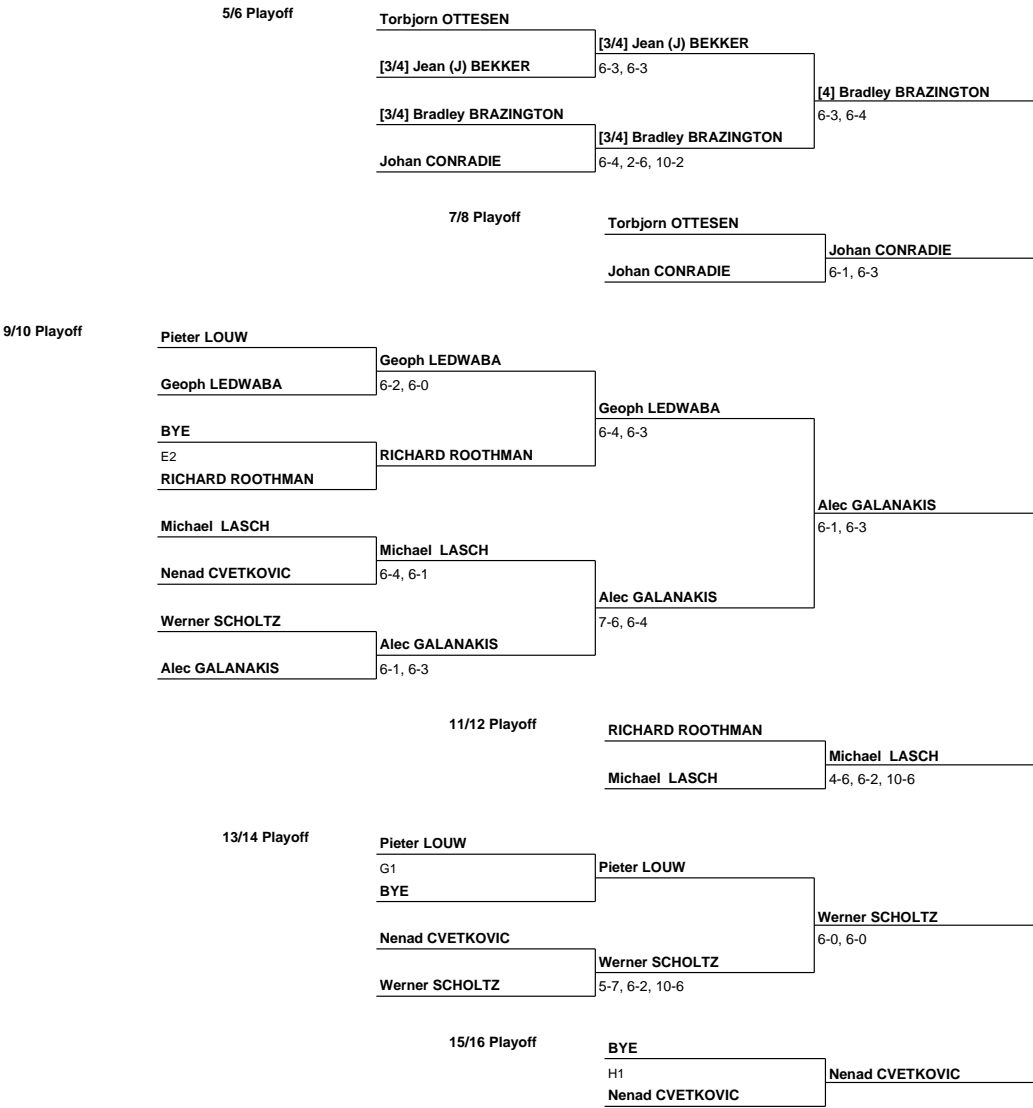 5/6 Playoff
Torbjorn OTTESEN
[3/4] Jean (J) BEKKER
[3/4] Jean (J) BEKKER
6-3, 6-3
[4] Bradley BRAZINGTON
6-3, 6-4
[3/4] Bradley BRAZINGTON
[3/4] Bradley BRAZINGTON
Johan CONRADIE
6-4, 2-6, 10-2
7/8 Playoff
Torbjorn OTTESEN
Johan CONRADIE
Johan CONRADIE
6-1, 6-3
9/10 Playoff
Pieter LOUW
Geoph LEDWABA
Geoph LEDWABA
6-2, 6-0
Geoph LEDWABA
6-4, 6-3
BYE
E2
RICHARD ROOTHMAN
RICHARD ROOTHMAN
Alec GALANAKIS
6-1, 6-3
Michael LASCH
Michael LASCH
Nenad CVETKOVIC
6-4, 6-1
Alec GALANAKIS
7-6, 6-4
Werner SCHOLTZ
Alec GALANAKIS
Alec GALANAKIS
6-1, 6-3
11/12 Playoff
RICHARD ROOTHMAN
Michael LASCH
Michael LASCH
4-6, 6-2, 10-6
13/14 Playoff
Pieter LOUW
G1
Pieter LOUW
BYE
Werner SCHOLTZ
6-0, 6-0
Nenad CVETKOVIC
Werner SCHOLTZ
Werner SCHOLTZ
5-7, 6-2, 10-6
15/16 Playoff
BYE
H1
Nenad CVETKOVIC
Nenad CVETKOVIC